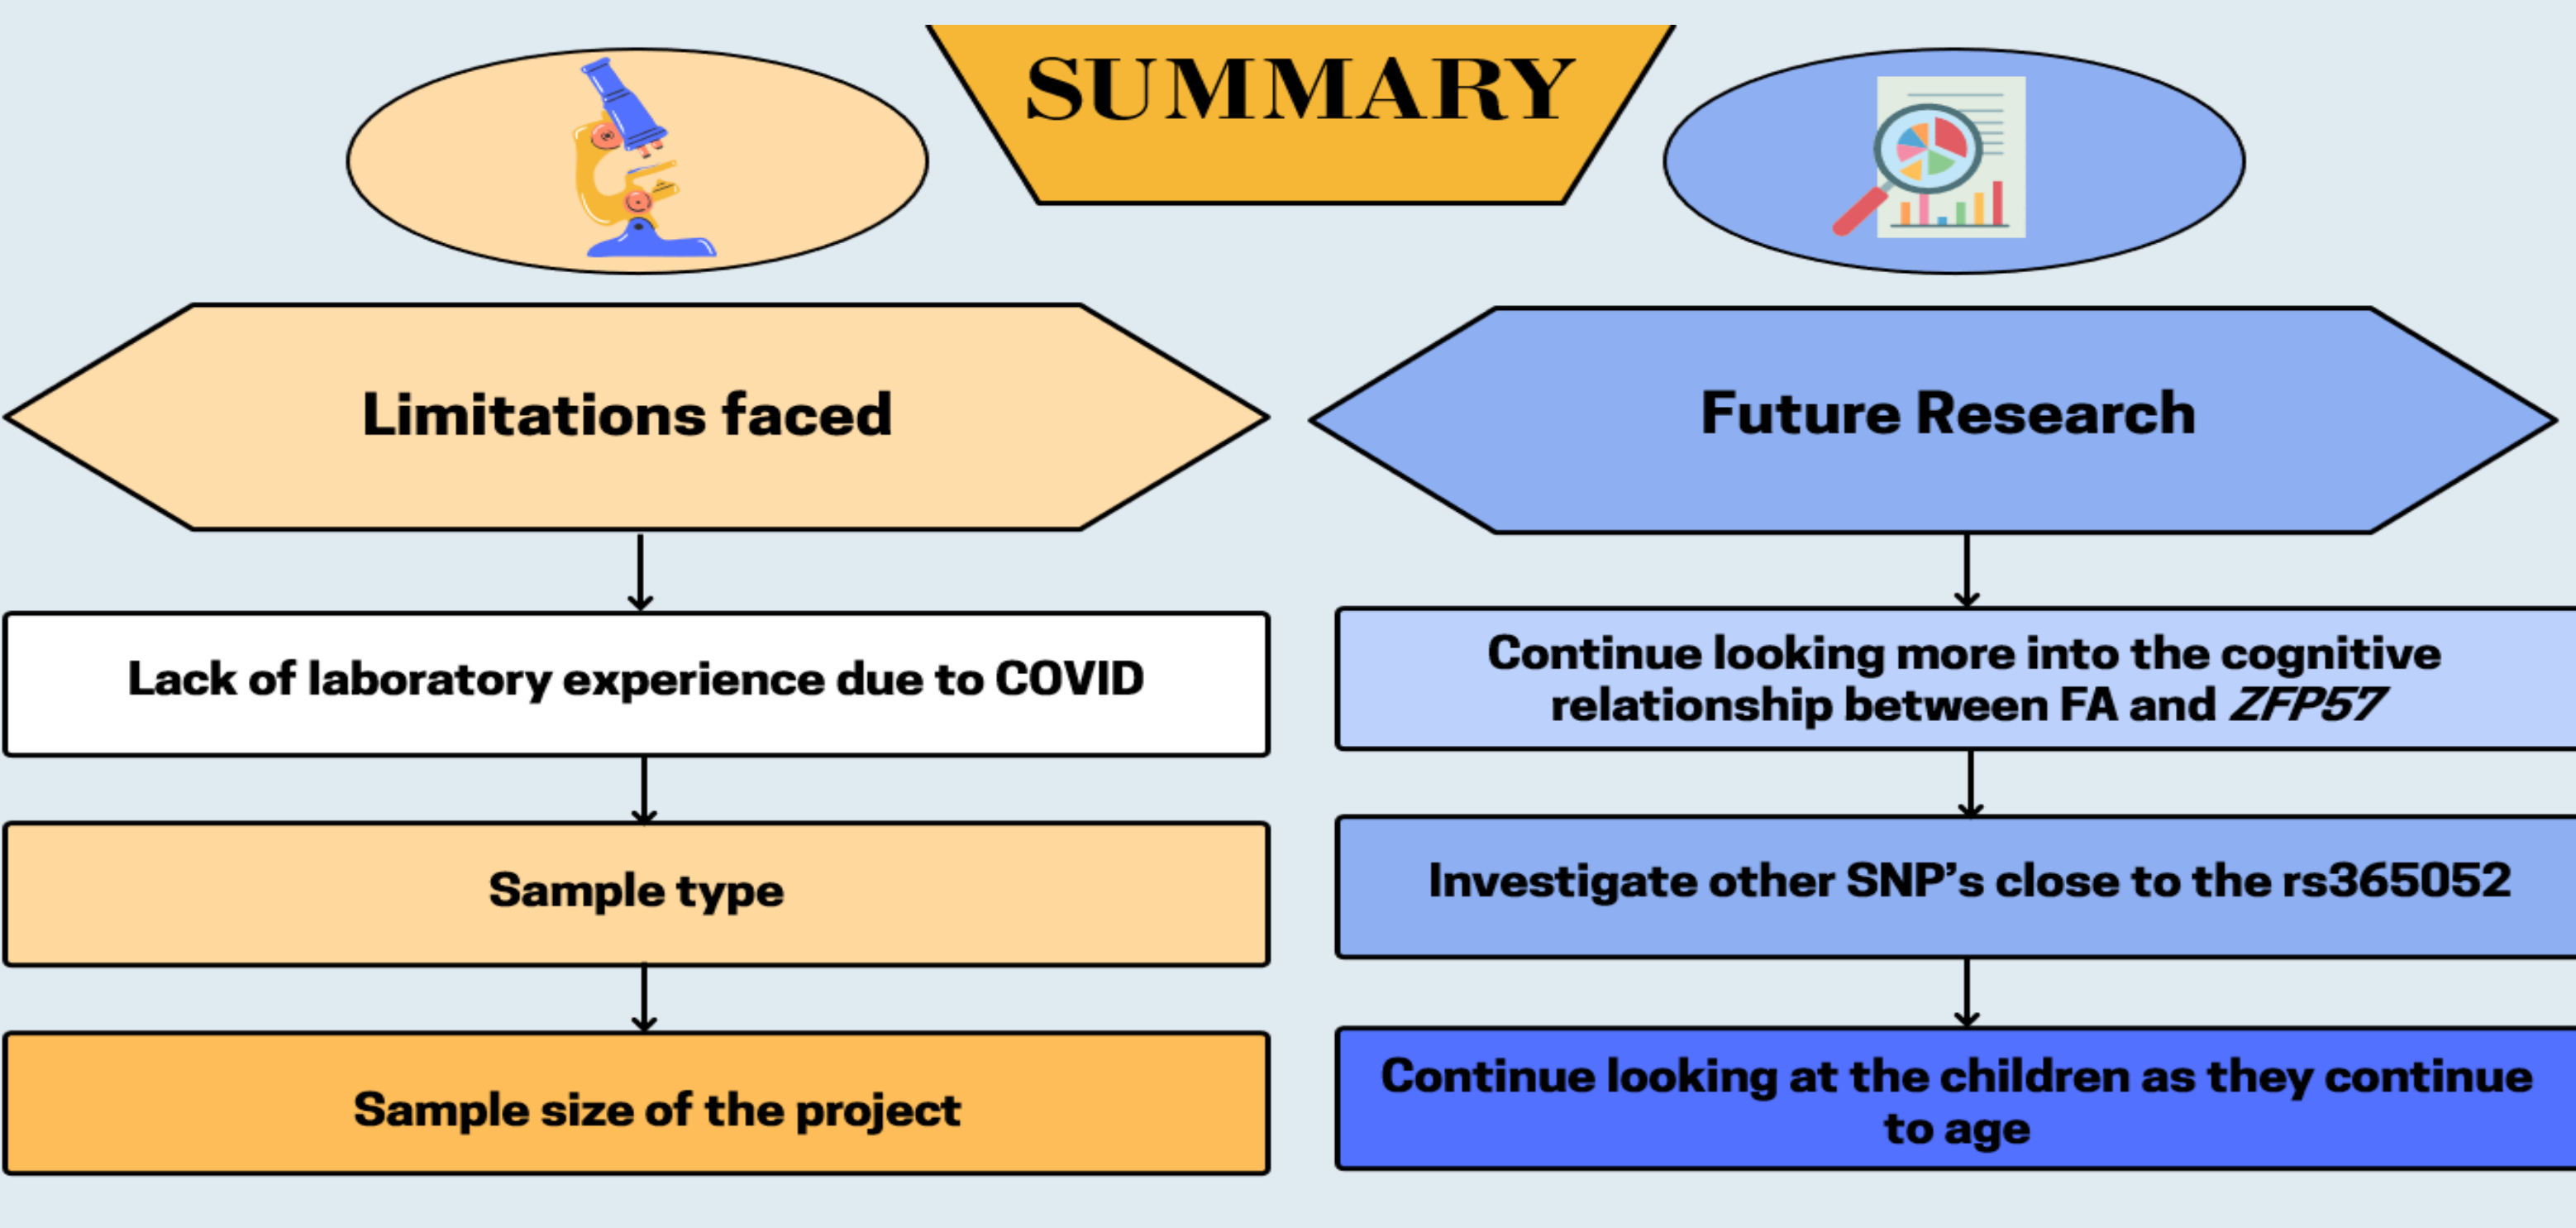 SUMMARY
Limitations faced
Lack of laboratory experience due to COVID
Sample type
Sample size of the project
Future Research
Continue looking more into the cognitive
relationship between FA and ZFP57
Investigate other SNP’s close to the rs365052
Continue looking at the children as they continue
to age